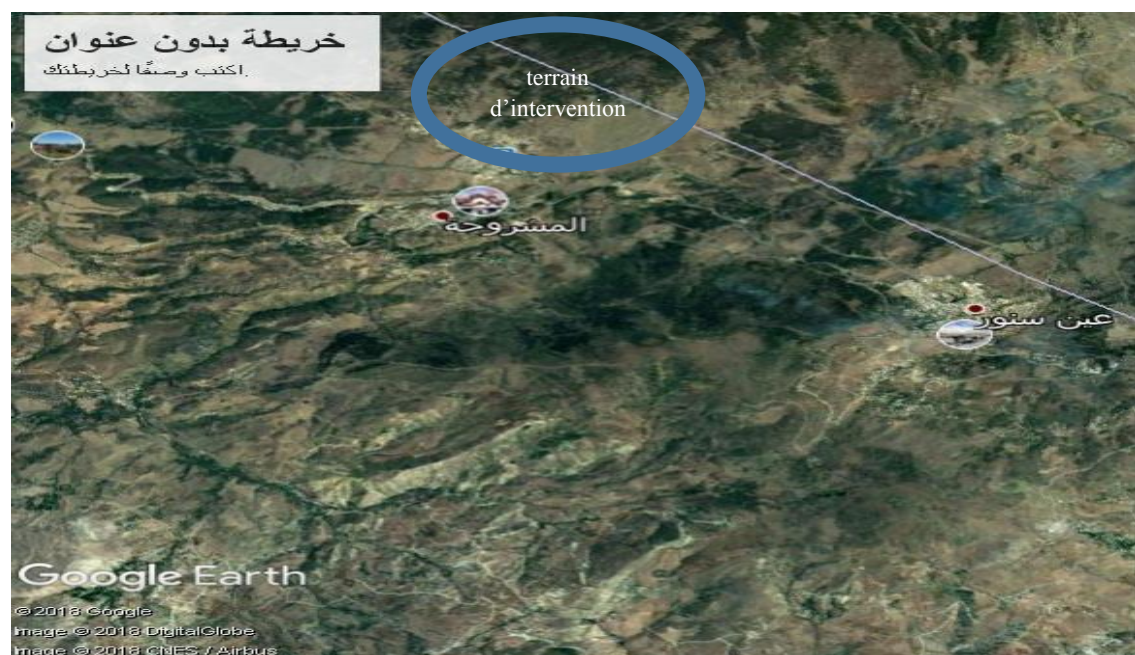 خريطة بدون عنوان
اكتب وصفًا لخريطتك.
terrain
d'intervention
المشروحة
عين سنور
Google Earth
© 2018 Google
Image © 2018 DigitalGlobe
Image © 2018 CNES / Airbus